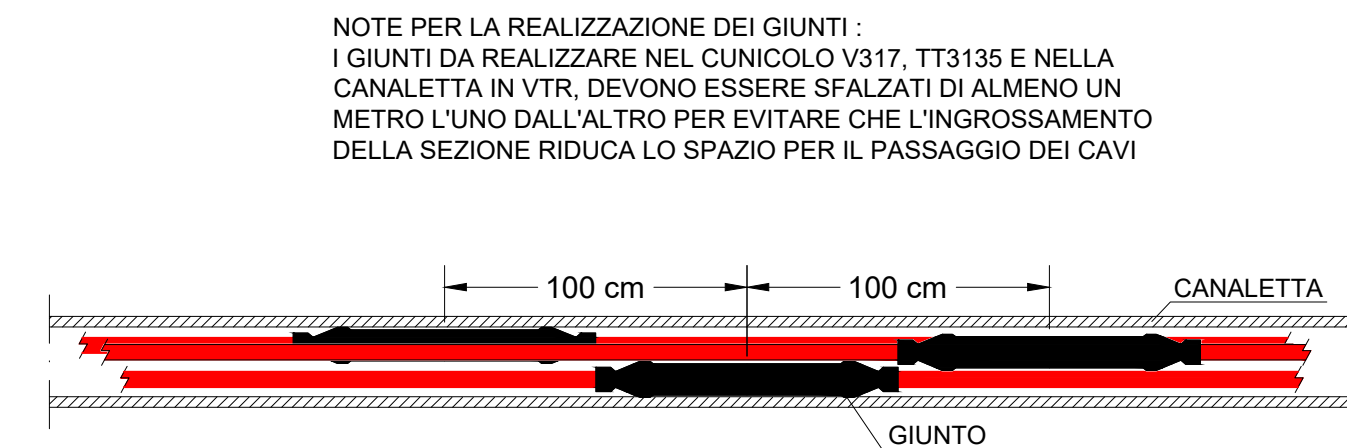 NOTE PER LA REALIZZAZIONE DEI GIUNTI :
I GIUNTI DA REALIZZARE NEL CUNICOLO V317, TT3135 E NELLA
CANALETTA IN VTR, DEVONO ESSERE SFALZATI DI ALMENO UN
METRO L'UNO DALL'ALTRO PER EVITARE CHE L'INGROSSAMENTO
DELLA SEZIONE RIDUCA LO SPAZIO PER IL PASSAGGIO DEI CAVI
100 cm
100 cm
CANALETTA
GIUNTO